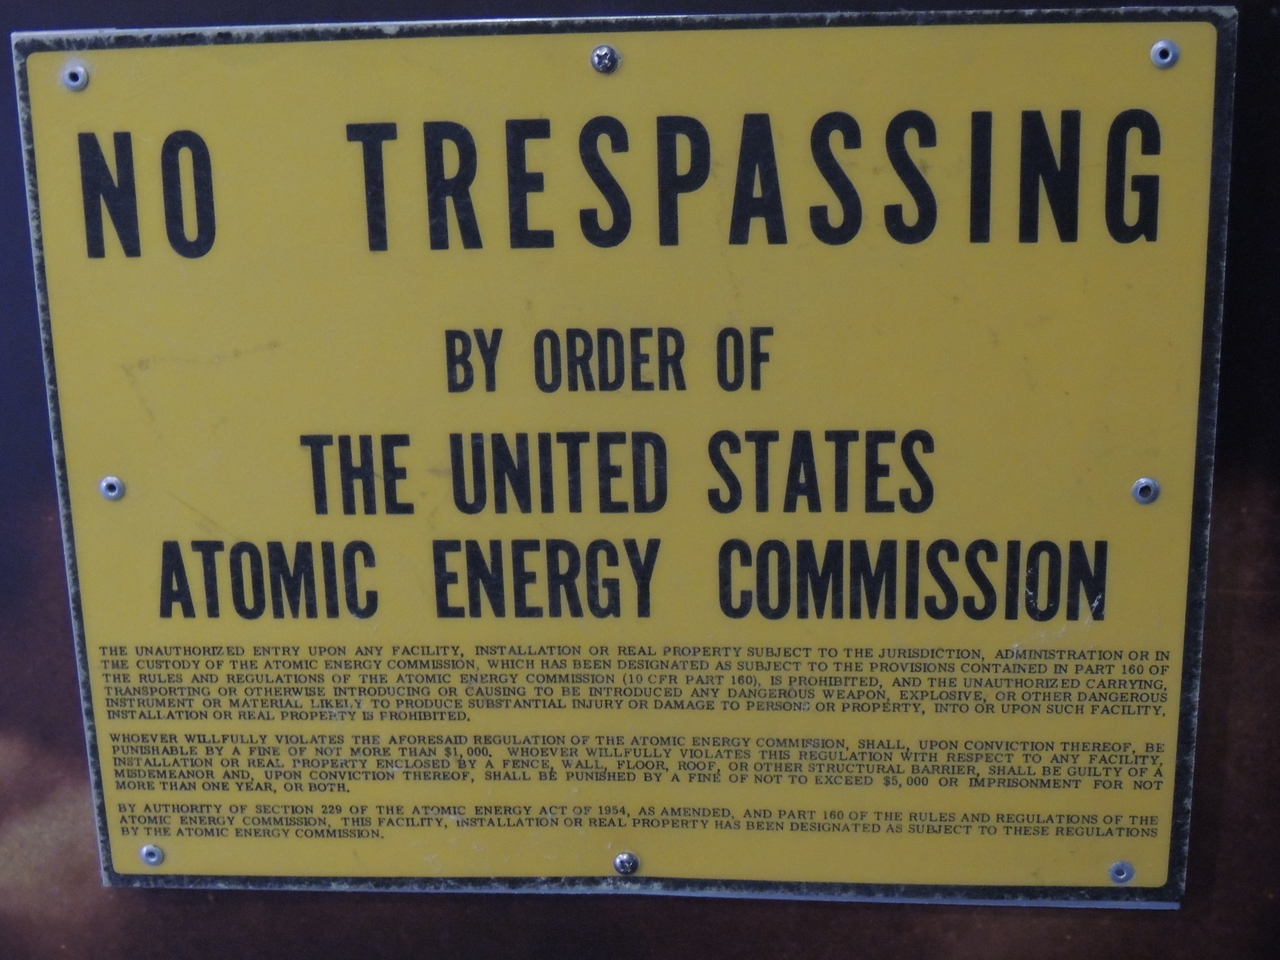 NO TRESPASSING
BY ORDER OF
THE UNITED STATES
ATOMIC ENERGY COMMISSION
THE UNAUTHORIZED ENTRY UPON ANY FACILITY, INSTALLATION OR REAL PROPERTY SUBJECT TO THE JURISDICTION, ADMINISTRATION OR IN
THE CUSTODY OF THE ATOMIC ENERGY COMMISSION, WHICH HAS BEEN DESIGNATED AS SUBJECT TO THE PROVISIONS CONTAINED IN PART 160 OF
THE RULES AND REGULATIONS OF THE ATOMIC ENERGY COMMISSION (10 CFR PART 160), IS PROHIBITED, AND THE UNAUTHORIZED CARRYING,
TRANSPORTING OR OTHERWISE INTRODUCING OR CAUSING TO BE INTRODUCED ANY DANGEROUS WEAPON, EXPLOSIVE, OR OTHER DANGEROUS
INSTRUMENT OR MATERIAL LIKELY TO PRODUCE SUBSTANTIAL INJURY OR DAMAGE TO PERSONS OR PROPERTY, INTO OR UPON SUCH FACILITY,
INSTALLATION OR REAL PROPERTY IS PROHIBITED.
WHOEVER WILLFULLY VIOLATES THE AFORESAID REGULATION OF THE ATOMIC ENERGY COMMISSION, SHALL, UPON CONVICTION THEREOF, BE
PUNISHABLE BY A FINE OF NOT MORE THAN $1,000. WHOEVER WILLFULLY VIOLATES THIS REGULATION WITH RESPECT TO ANY FACILITY,
INSTALLATION OR REAL PROPERTY ENCLOSED BY A FENCE, WALL, FLOOR, ROOF, OR OTHER STRUCTURAL BARRIER, SHALL BE GUILTY OF A
MISDEMEANOR AND, UPON CONVICTION THEREOF, SHALL BE PUNISHED BY A FINE OF NOT TO EXCEED $5,000 OR IMPRISONMENT FOR NOT
MORE THAN ONE YEAR, OR BOTH.
BY AUTHORITY OF SECTION 229 OF THE ATOMIC ENERGY ACT OF 1954, AS AMENDED, AND PART 160 OF THE RULES AND REGULATIONS OF THE
ATOMIC ENERGY COMMISSION, THIS FACILITY, INSTALLATION OR REAL PROPERTY HAS BEEN DESIGNATED AS SUBJECT TO THESE REGULATIONS
BY THE ATOMIC ENERGY COMMISSION.